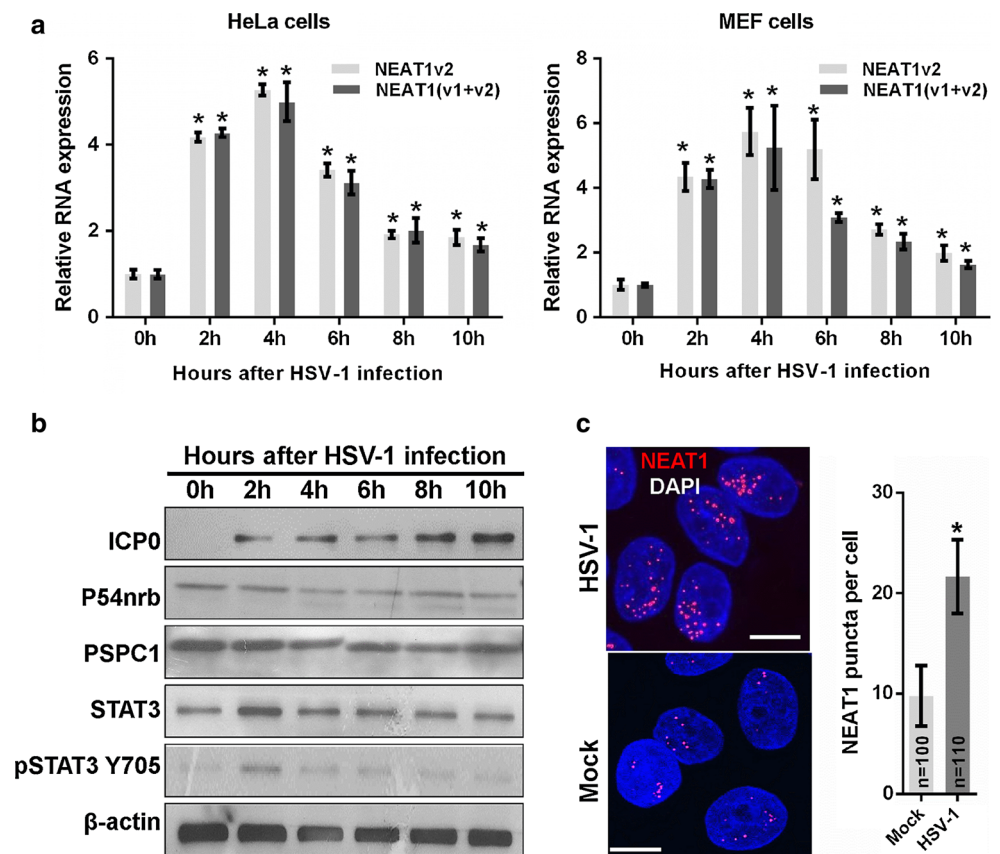 a
HeLa cells
Relative RNA expression
6
4
2
0
* * * * * * * * * *
NEAT1v2
NEAT1(v1+v2)
0h 2h 4h 6h 8h 10h
Hours after HSV-1 infection
MEF cells
Relative RNA expression
8
6
4
2
0
* * * * * * * * * *
NEAT1v2
NEAT1(v1+v2)
0h 2h 4h 6h 8h 10h
Hours after HSV-1 infection
b
Hours after HSV-1 infection
0h 2h 4h 6h 8h 10h
ICP0
P54nrb
PSPC1
STAT3
pSTAT3 Y705
β-actin
c
HSV-1
NEAT1
DAPI
Mock
NEAT1 puncta per cell
30
20
10
0
*
n=100
n=110
Mock
HSV-1